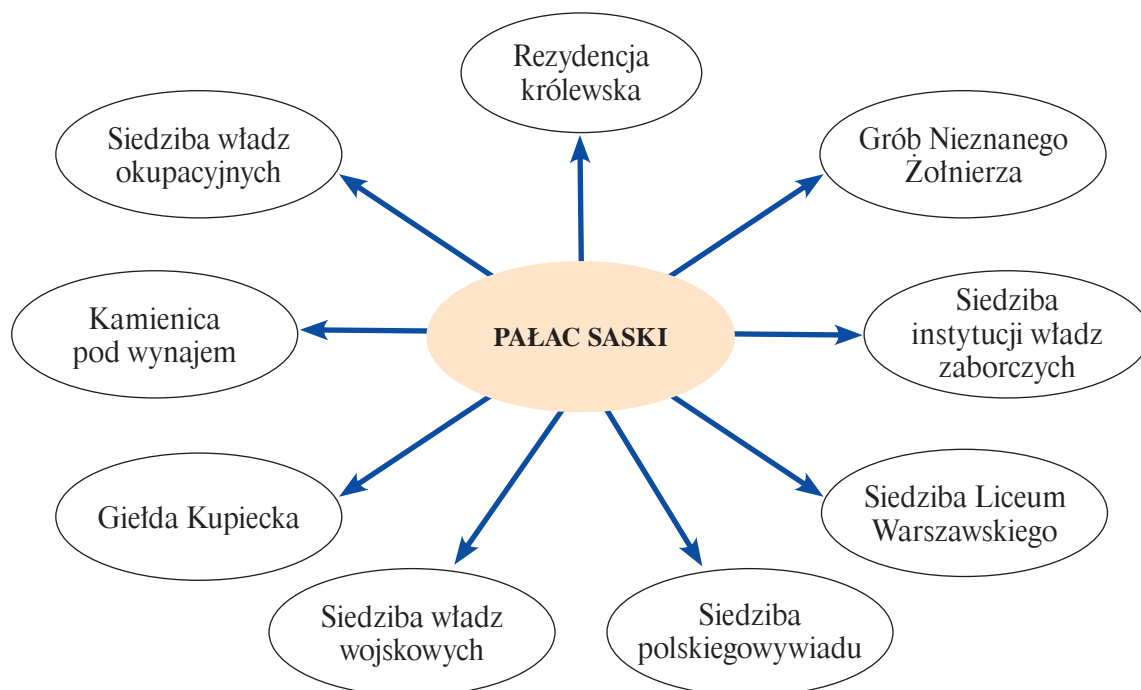 Rezydencja
królewska
Siedziba władz
okupacyjnych
Grób Nieznanego
Żołnierza
Kamienica
pod wynajem
PAŁAC SASKI
Siedziba
instytucji władz
zaborczych
Giełda Kupiecka
Siedziba Liceum
Warszawskiego
Siedziba władz
wojskowych
Siedziba
polskiegowywiadu